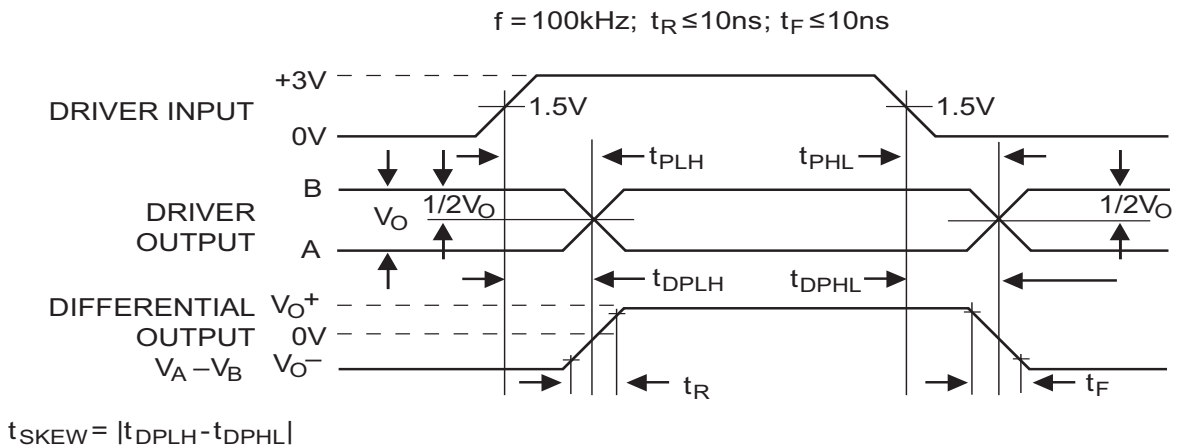 f = 100kHz; tR ≤ 10ns; tF ≤ 10ns
+3V
DRIVER INPUT
1.5V
1.5V
0V
tPLH
tPHL
B
DRIVER
OUTPUT
VO
1/2VO
1/2VO
A
tDPLH
tDPHL
DIFFERENTIAL
OUTPUT
VA – VB
VO+
0V
VO–
tR
tF
tSKEW = |tDPLH - tDPHL|